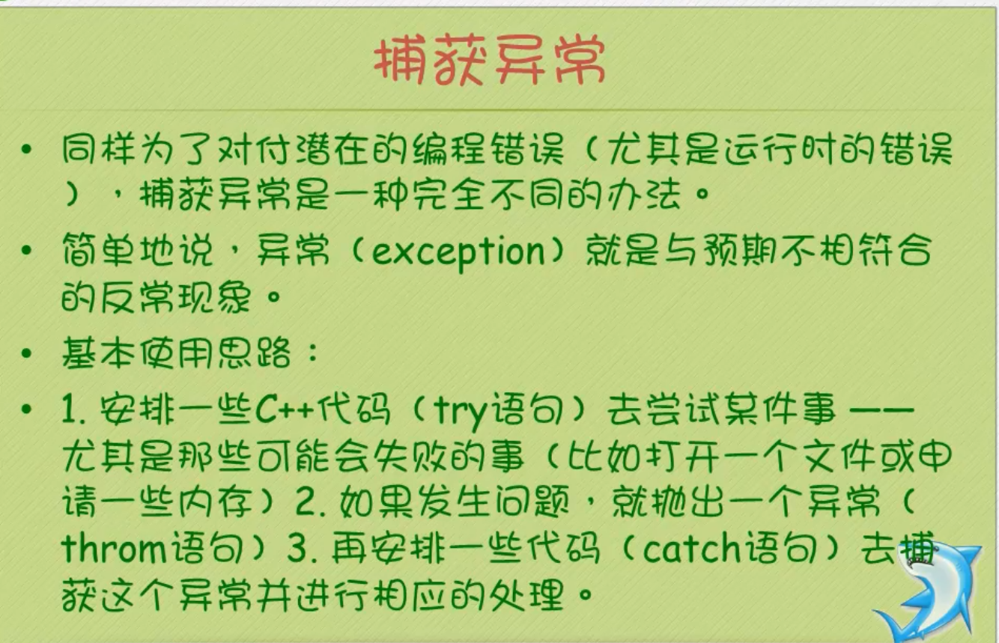 捕获异常
• 同样为了对付潜在的编程错误（尤其是运行时的错误
），捕获异常是一种完全不同的办法。
• 简单地说，异常（exception）就是与预期不相符合
的反常现象。
• 基本使用思路：
• 1. 安排一些C++代码（try语句）去尝试某件事 ——
尤其是那些可能会失败的事（比如打开一个文件或申
请一些内存）2. 如果发生问题，就抛出一个异常（
throm语句）3. 再安排一些代码（catch语句）去捕
获这个异常并进行相应的处理。